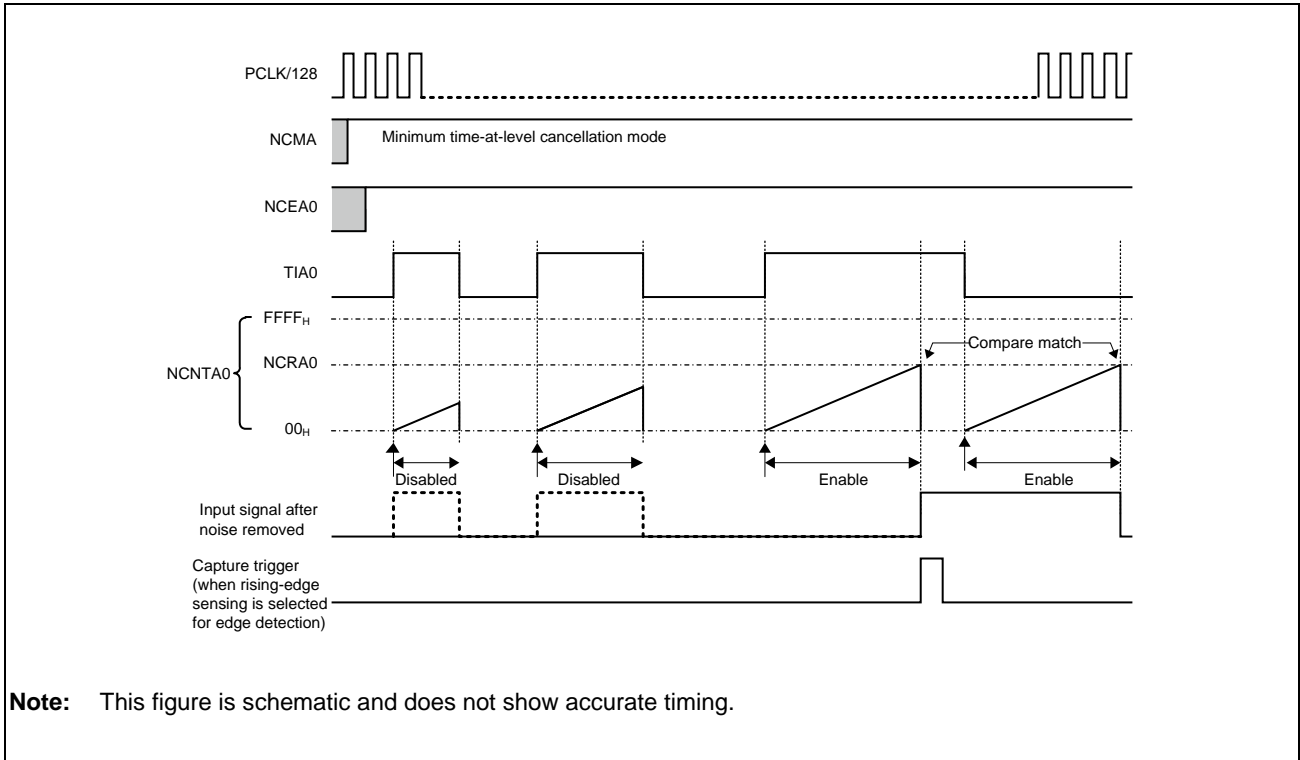 PCLK/128
NCMA
Minimum time-at-level cancellation mode
NCEA0
TIA0
FFFFH
NCNTA0
NCRA0
Compare match
00H
Disabled
Disabled
Enable
Enable
Input signal after
noise removed
Capture trigger
(when rising-edge
sensing is selected
for edge detection)
Note: This figure is schematic and does not show accurate timing.